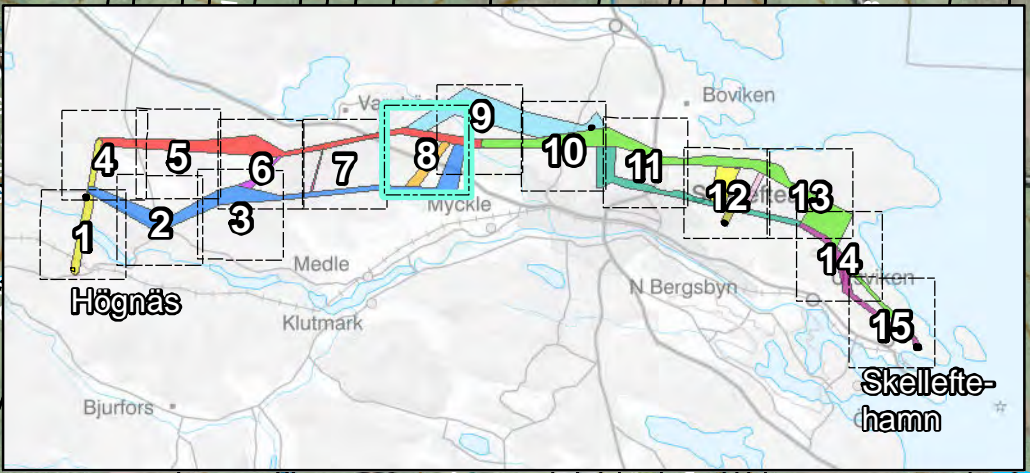 Boviken
9
4
5
6
7
8
10
11
12
13
Myckle
1
2
3
14
Medle
N Bergsbyn
15
Högnäs
Klutmark
Skellefte-
hamn
Bjurfors